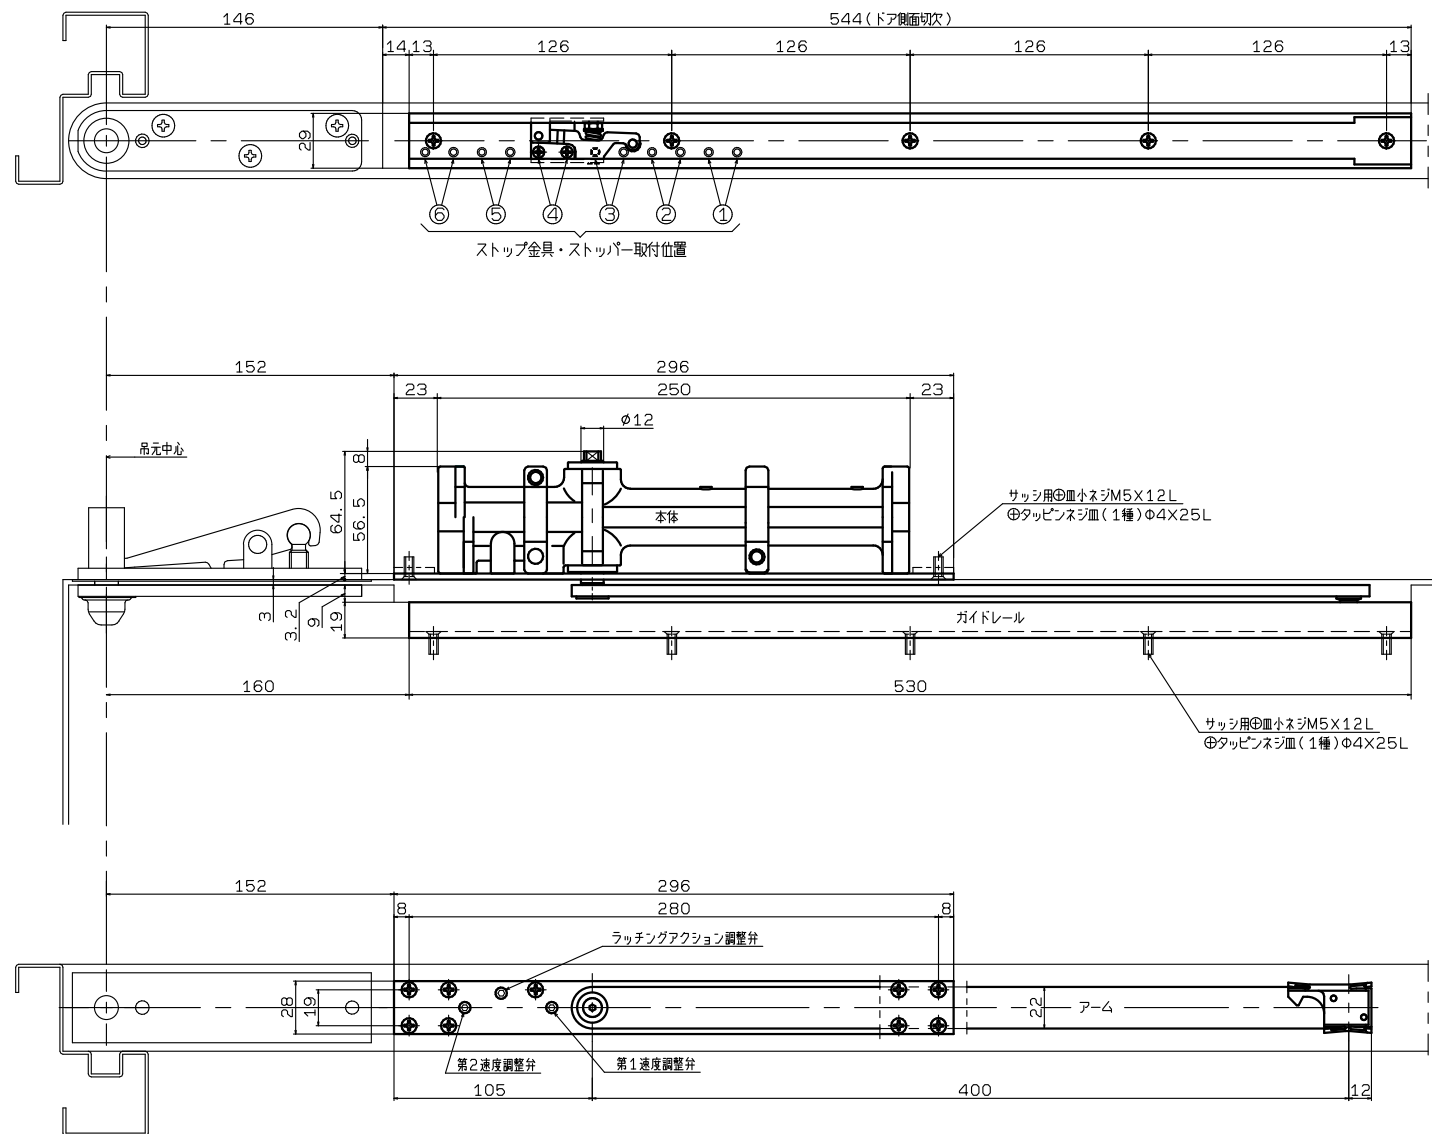 146
544(ドア側面切欠)
14
13
126
126
126
126
13
29
⑥
⑤
④
③
②
①
ストップ金具・ストッパー取付位置
152
296
23
250
23
φ12
吊元中心
8
64.5
56.5
本体
サッシ用⊕皿小ネジM5X12L
⊕タッピンネジ皿(1種)Φ4X25L
3
3.2
9
19
ガイドレール
160
530
サッシ用⊕皿小ネジM5X12L
⊕タッピンネジ皿(1種)Φ4X25L
152
296
8
280
8
ラッチングアクション調整弁
28
19
22
アーム
第2速度調整弁
第1速度調整弁
105
400
12